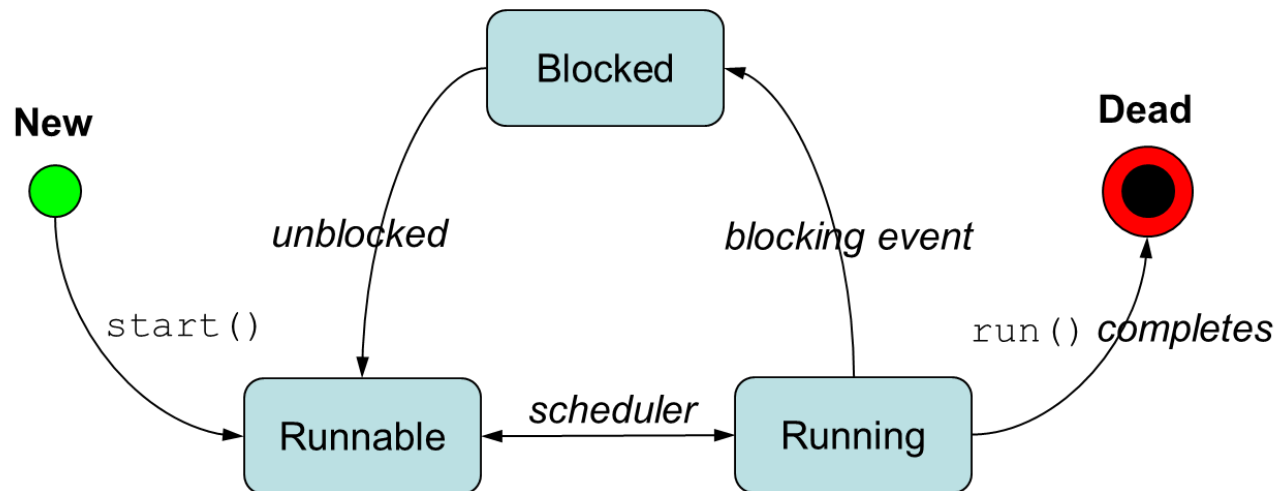 Blocked
New
Dead
unblocked
blocking event
start()
run() completes
scheduler
Runnable
Running